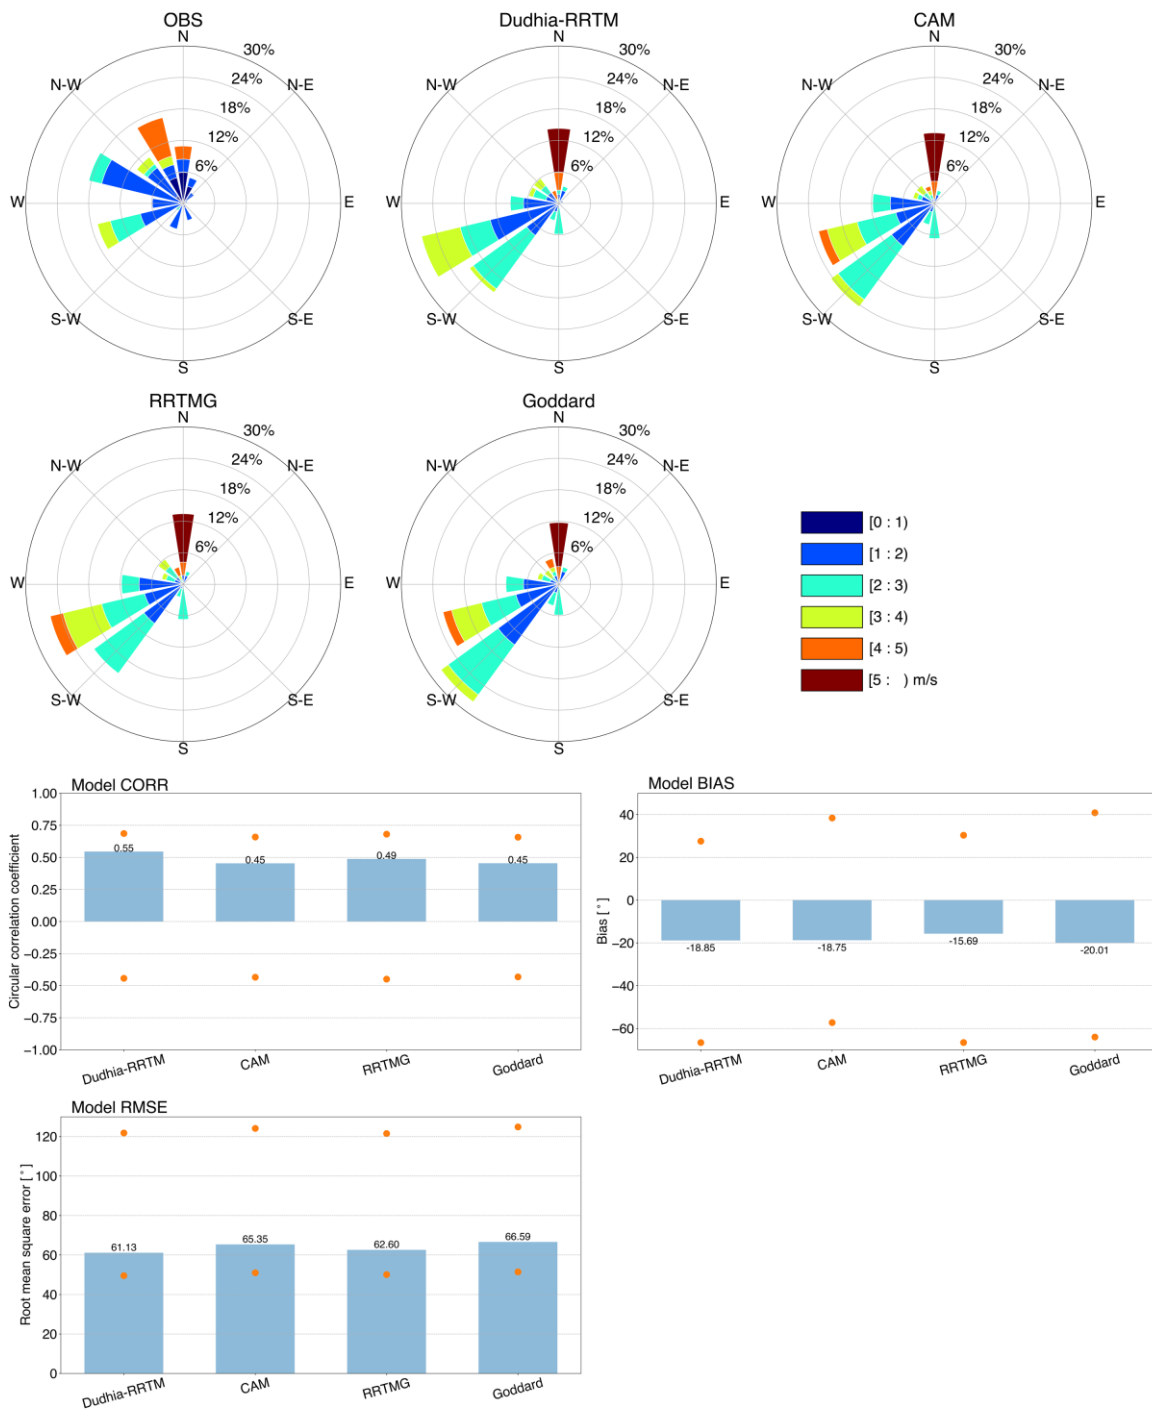 OBS
N
30%
24%
18%
12%
6%
N-W
N-E
W
E
S-W
S-E
S
Dudhia-RRTM
N
30%
24%
18%
12%
6%
N-W
N-E
W
E
S-W
S-E
S
CAM
N
30%
24%
18%
12%
6%
N-W
N-E
W
E
S-W
S-E
S
RRTMG
N
30%
24%
18%
12%
6%
N-W
N-E
W
E
S-W
S-E
S
Goddard
N
30%
24%
18%
12%
6%
N-W
N-E
W
E
S-W
S-E
S
[0 : 1)
[1 : 2)
[2 : 3)
[3 : 4)
[4 : 5)
[5 : ) m/s
Model CORR
Circular correlation coefficient
1.00
0.75
0.50
0.25
0.00
−0.25
−0.50
−0.75
−1.00
0.55
0.45
0.49
0.45
Dudhia-RRTM
CAM
RRTMG
Goddard
Model BIAS
Bias [ ° ]
40
20
0
−20
−40
−60
-18.85
-18.75
-15.69
-20.01
Dudhia-RRTM
CAM
RRTMG
Goddard
Model RMSE
Root mean square error [ ° ]
120
100
80
60
40
20
0
61.13
65.35
62.60
66.59
Dudhia-RRTM
CAM
RRTMG
Goddard